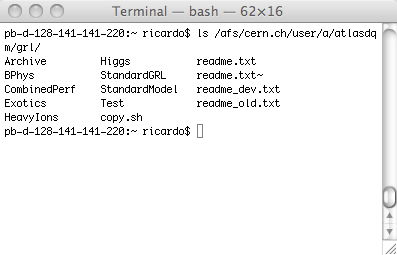 Terminal — bash — 62×16
pb-d-128-141-141-220:~ ricardo$ ls /afs/cern.ch/user/a/atlasdq
m/grl/
Archive Higgs readme.txt
BPhys StandardGRL readme.txt~
CombinedPerf StandardModel readme_dev.txt
Exotics Test readme_old.txt
HeavyIons copy.sh
pb-d-128-141-141-220:~ ricardo$